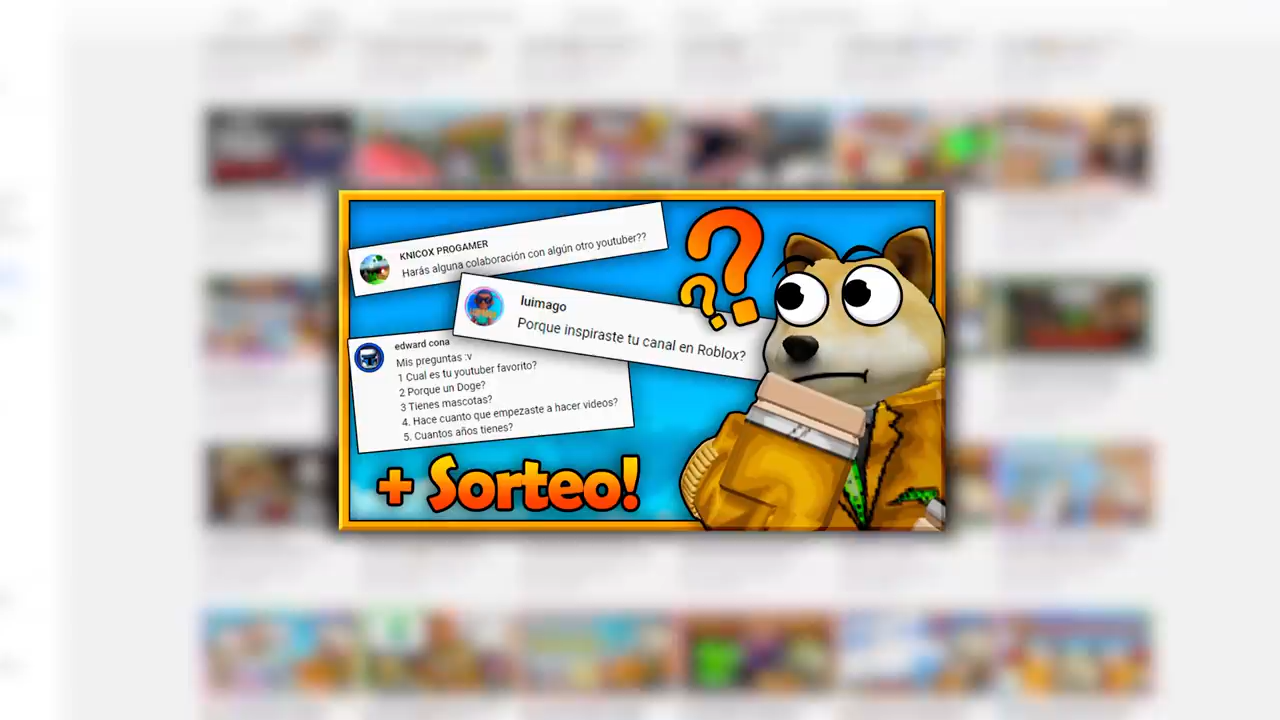 KNICOX PROGAMER
Harás alguna colaboración con algún otro youtuber??
luimago
Porque inspiraste tu canal en Roblox?
edward cona
Mis preguntas :v
1 Cual es tu youtuber favorito?
2 Porque un Doge?
3 Tienes mascotas?
4. Hace cuanto que empezaste a hacer videos?
5. Cuantos años tienes?
??
+ Sorteo!